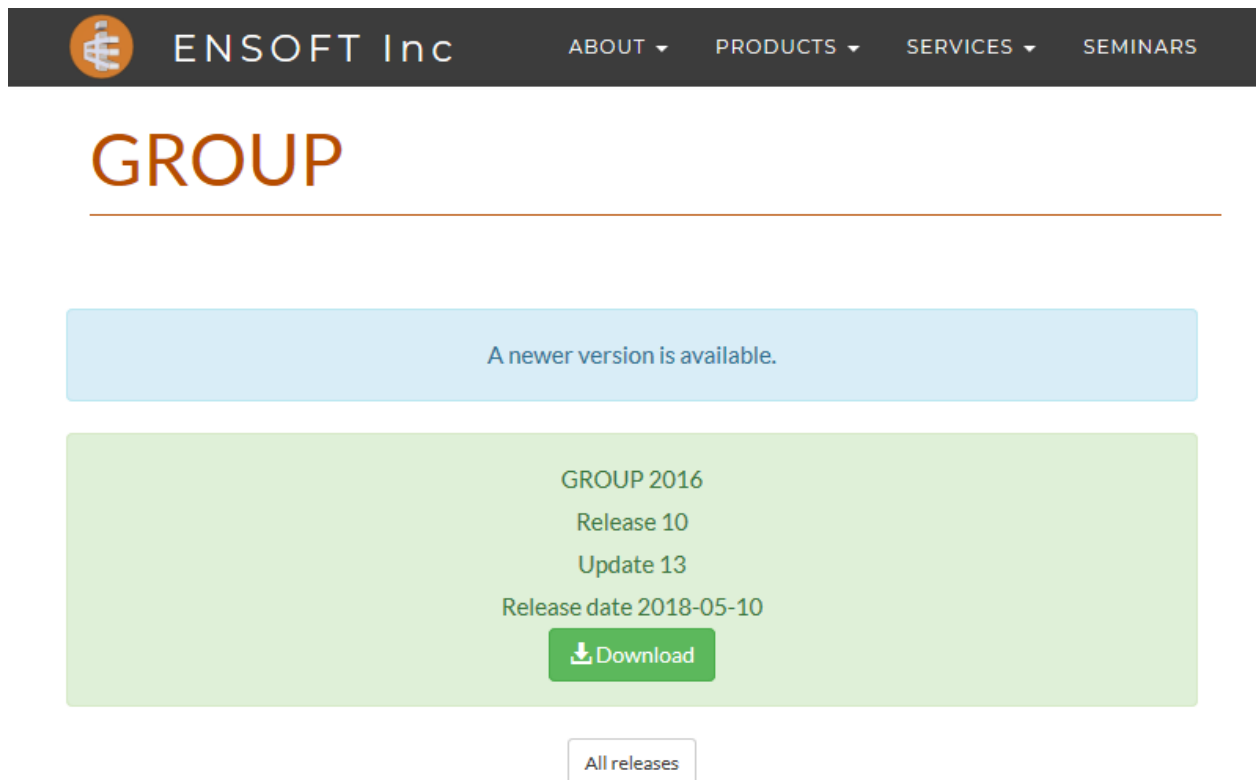 ENSOFT Inc ABOUT PRODUCTS SERVICES SEMINARS
GROUP
A newer version is available.
GROUP 2016
Release 10
Update 13
Release date 2018-05-10
Download
All releases